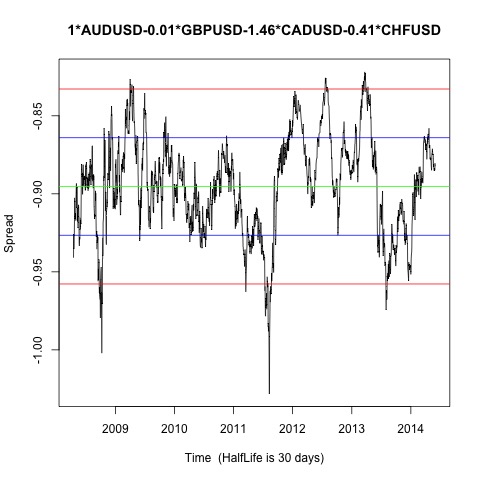 1*AUDUSD-0.01*GBPUSD-1.46*CADUSD-0.41*CHFUSD
Spread
-0.85
-0.90
-0.95
-1.00
2009 2010 2011 2012 2013 2014
Time (HalfLife is 30 days)